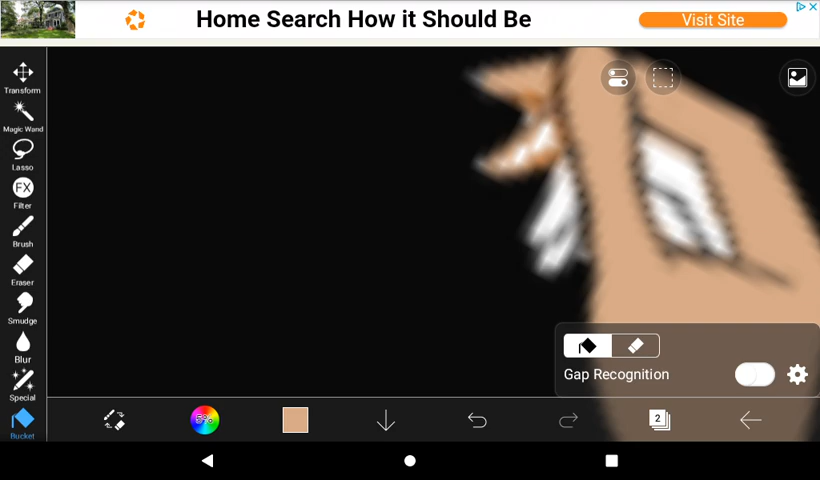 Home Search How it Should Be
Visit Site
Transform
Magic Wand
Lasso
FX
Filter
Brush
Eraser
Smudge
Blur
Special
Bucket
Gap Recognition
2